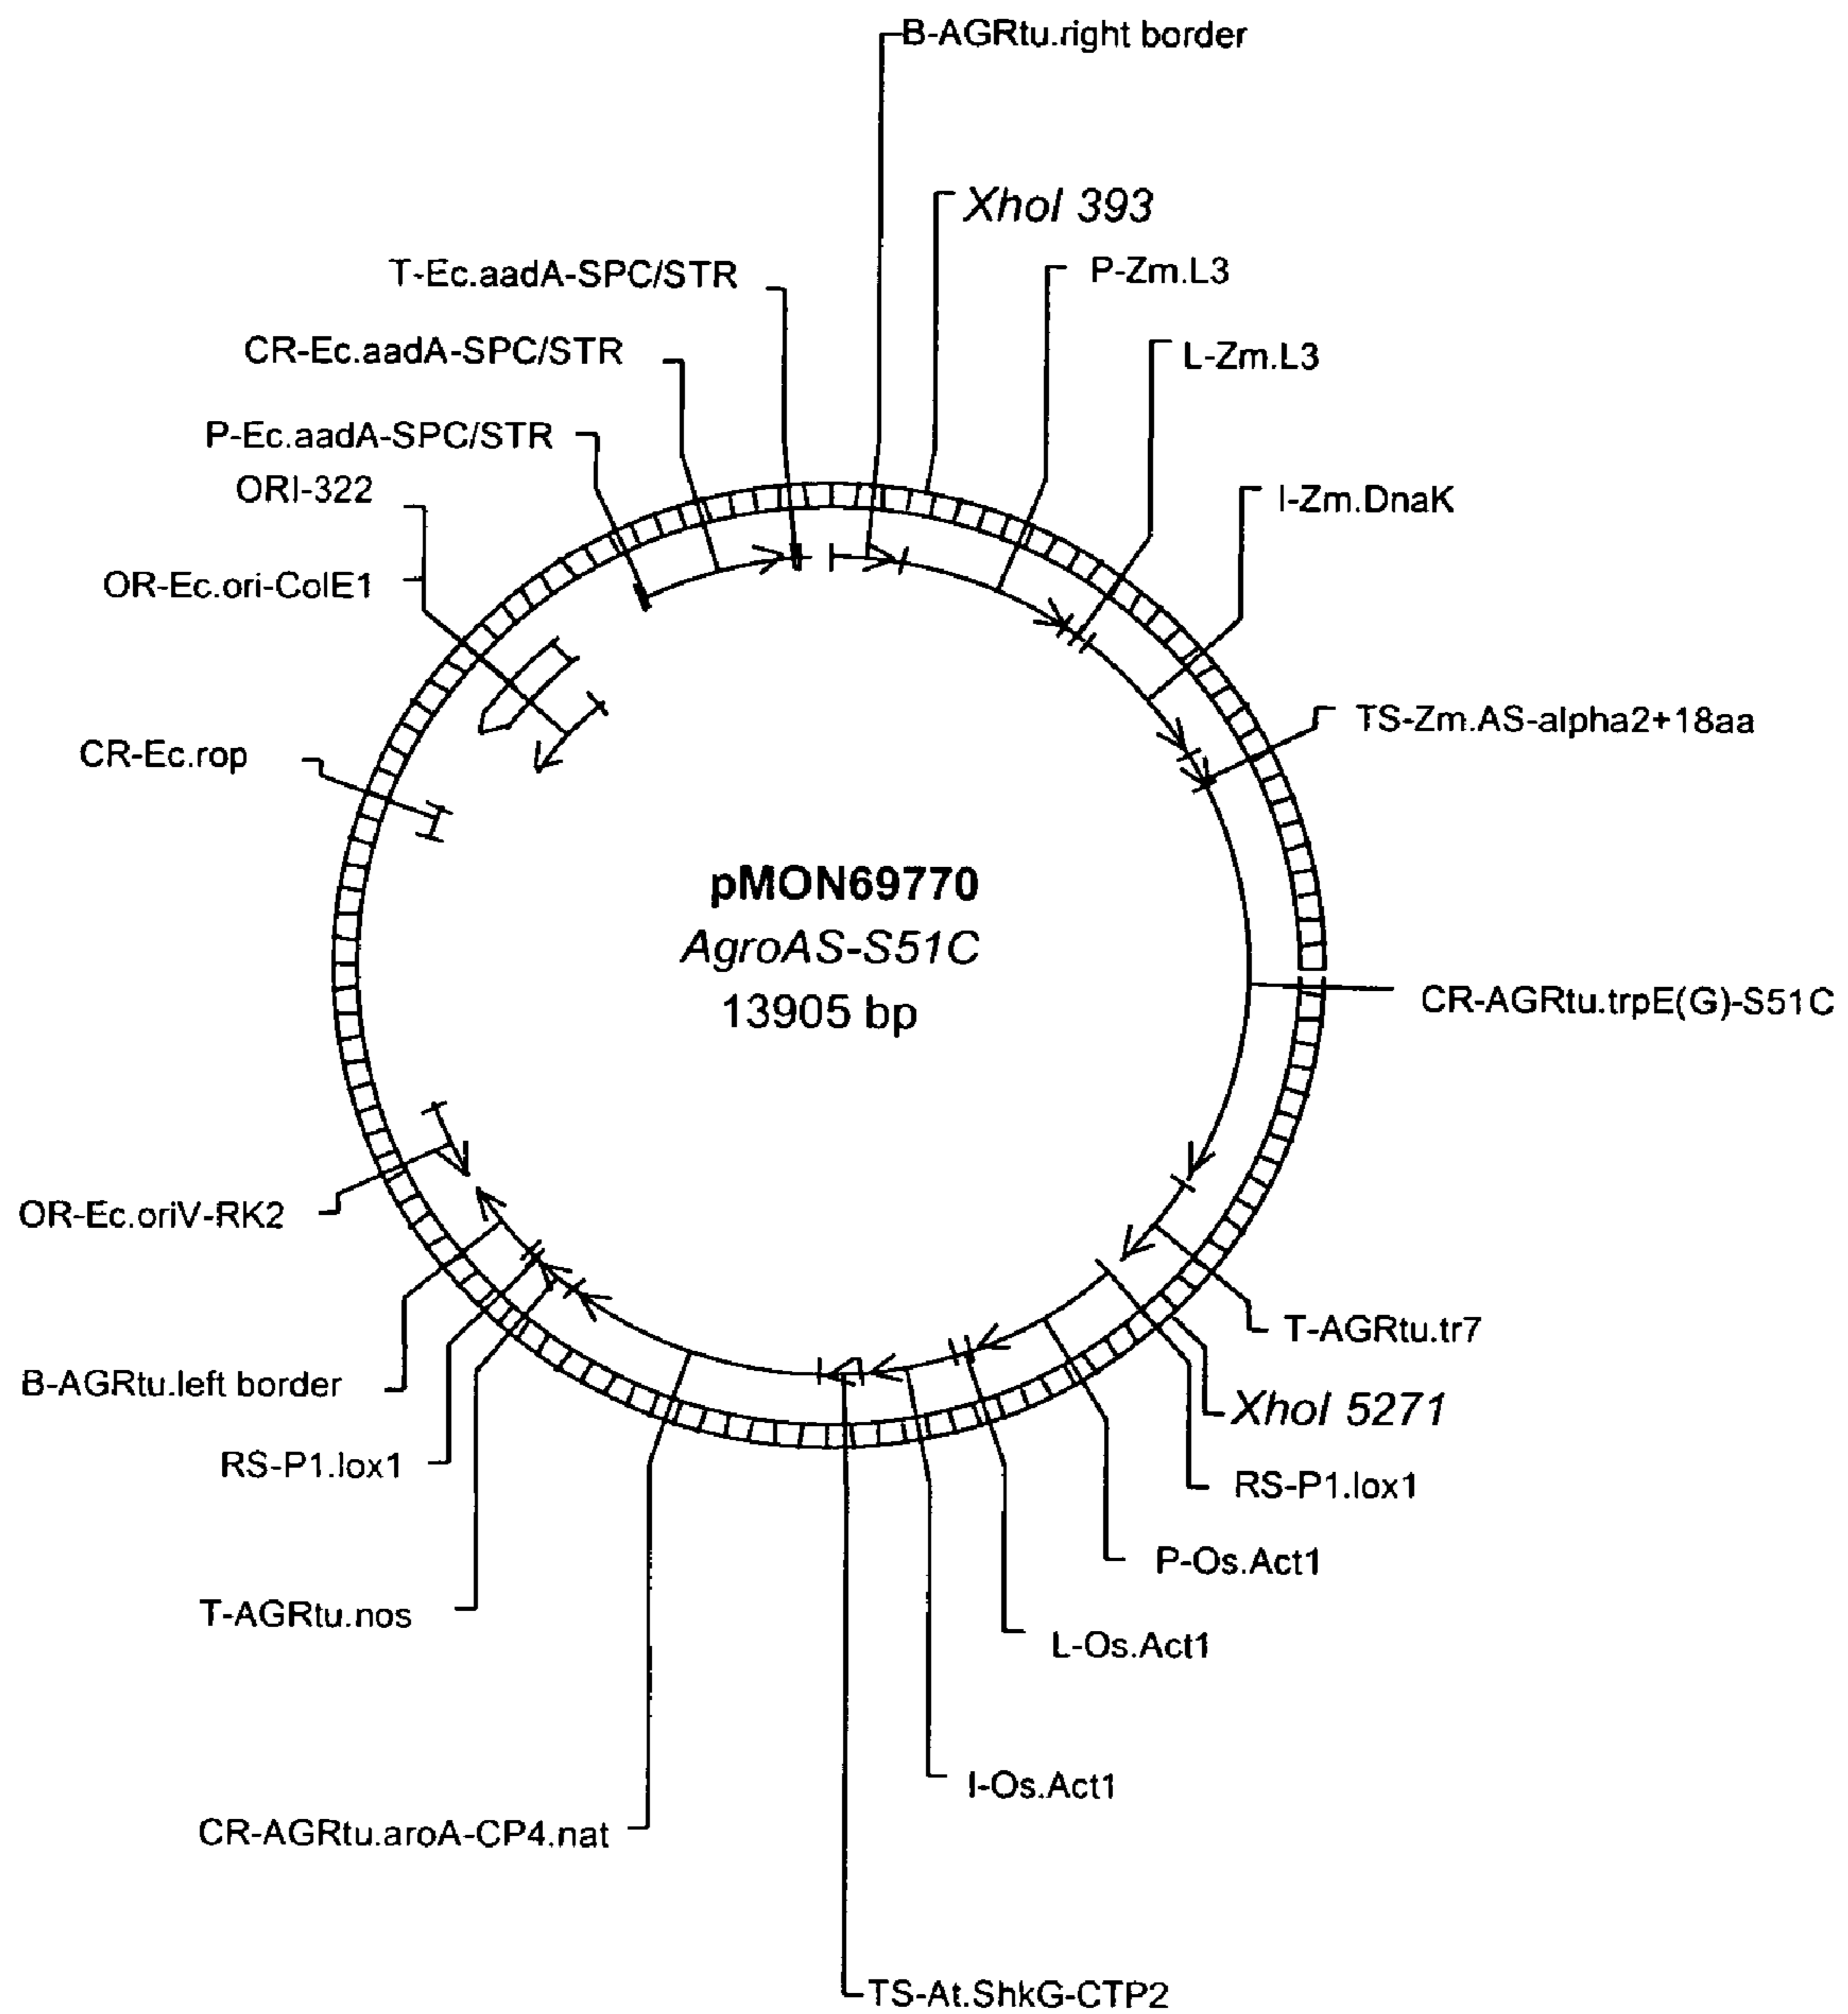 B-AGRtu.right border
XhoI 393
T-Ec.aadA-SPC/STR
P-Zm.L3
CR-Ec.aadA-SPC/STR
L-Zm.L3
P-Ec.aadA-SPC/STR
ORI-322
I-Zm.DnaK
OR-Ec.ori-ColE1
TS-Zm.AS-alpha2+18aa
CR-Ec.rop
pMON69770
AgroAS-S51C
13905 bp
CR-AGRtu.trpE(G)-S51C
OR-Ec.oriV-RK2
T-AGRtu.tr7
B-AGRtu.left border
XhoI 5271
RS-P1.lox1
RS-P1.lox1
P-Os.Act1
T-AGRtu.nos
L-Os.Act1
I-Os.Act1
CR-AGRtu.aroA-CP4.nat
TS-At.ShkG-CTP2